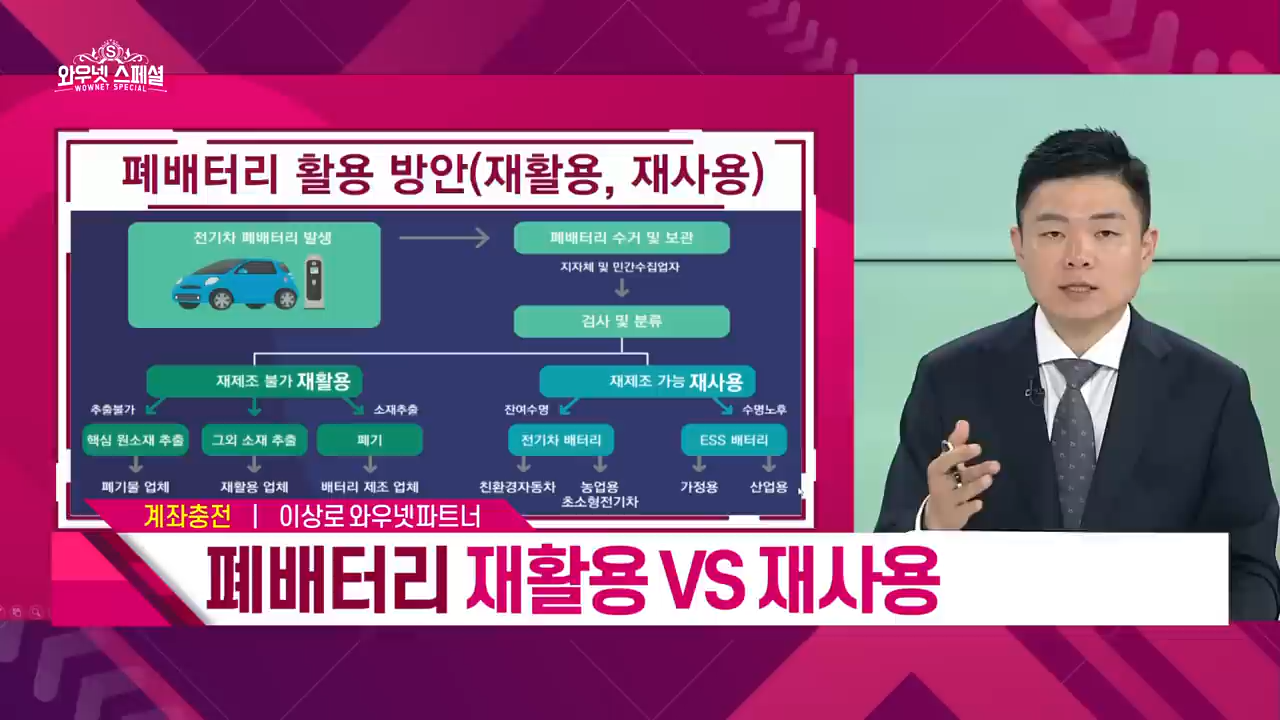 S
와우넷 스페셜
WOWNET SPECIAL
폐배터리 활용 방안(재활용, 재사용)
전기차 폐배터리 발생
폐배터리 수거 및 보관
지자체 및 민간수집업자
검사 및 분류
재제조 불가 재활용
재제조 가능 재사용
추출불가
소재추출
잔여수명
수명노후
핵심 원소재 추출
그외 소재 추출
폐기
전기차 배터리
ESS 배터리
폐기물 업체
재활용 업체
배터리 제조 업체
친환경자동차
농업용
초소형전기차
가정용
산업용
계좌충전 | 이상로 와우넷파트너
폐배터리 재활용 VS 재사용